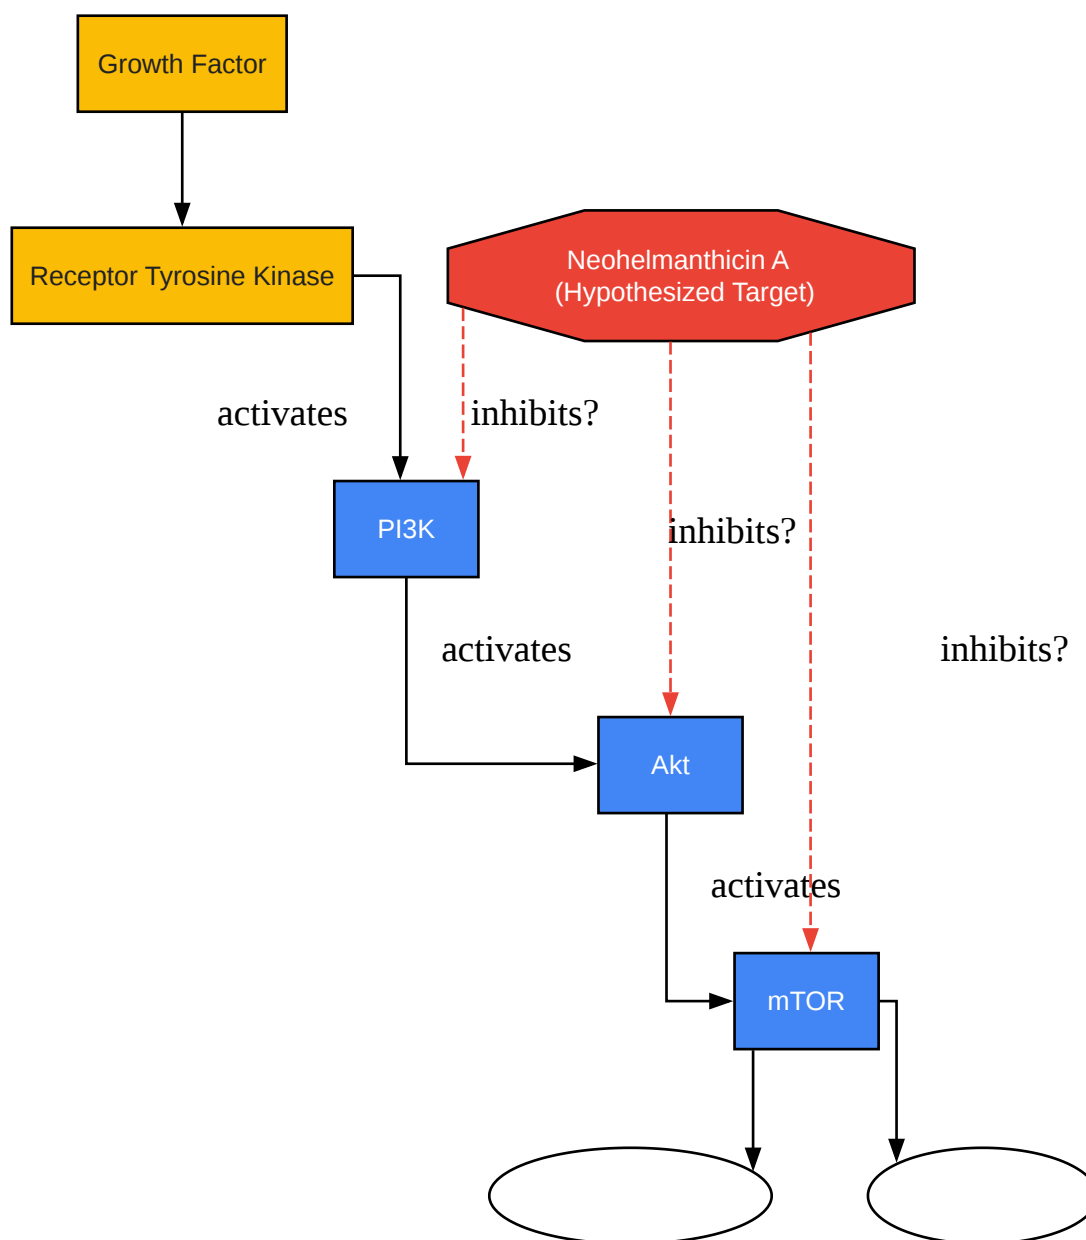 Growth Factor
Neohelmanthicin A
(Hypothesized Target)
Receptor Tyrosine Kinase
activates
inhibits?
PI3K
inhibits?
activates
inhibits?
Akt
activates
mTOR